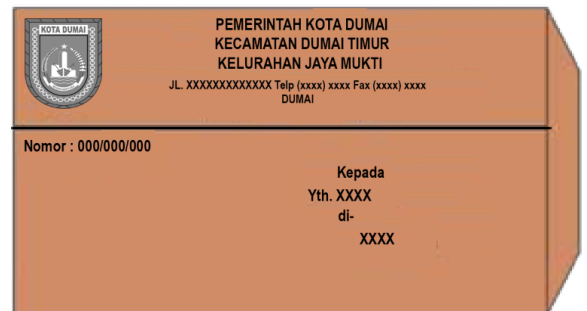 KOTA DUMAI
PEMERINTAH KOTA DUMAI
KECAMATAN DUMAI TIMUR
KELURAHAN JAYA MUKTI
JL. XXXXXXXXXXXXX Telp (xxxx) xxxx Fax (xxxx) xxxx
DUMAI
Nomor : 000/000/000
Kepada
Yth. XXXX
di-
XXXX